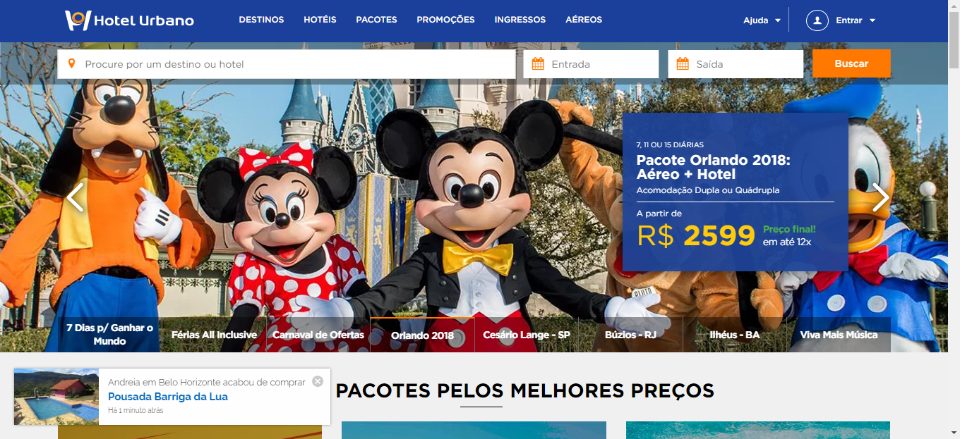 Hotel Urbano
DESTINOS HOTÉIS PACOTES PROMOÇÕES INGRESSOS AÉREOS
Ajuda Entrar
Procure por um destino ou hotel
Entrada
Saída
Buscar
7, 11 OU 15 DIÁRIAS
Pacote Orlando 2018:
Aéreo + Hotel
Acomodação Dupla ou Quádrupla
A partir de
R$ 2599
Preço final!
em até 12x
7 Dias p/ Ganhar o
Mundo
Férias All Inclusive
Carnaval de Ofertas
Orlando 2018
Cesário Lange - SP
Búzios - RJ
Ilhéus - BA
Viva Mais Música
Andreia em Belo Horizonte acabou de comprar
Pousada Barriga da Lua
Há 1 minuto atrás
PACOTES PELOS MELHORES PREÇOS